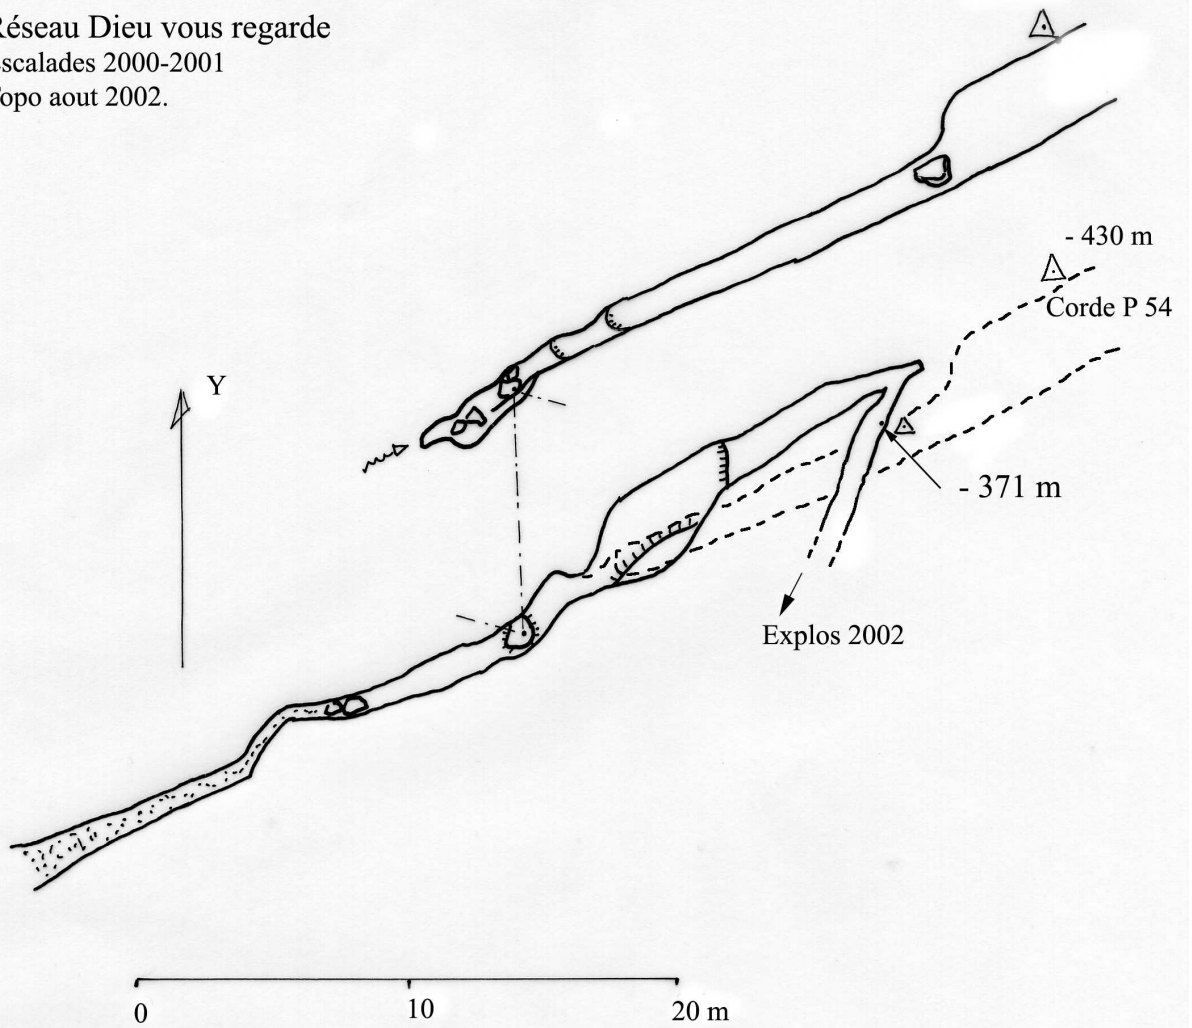 Réseau Dieu vous regarde
scalades 2000-2001
opo aout 2002.
- 430 m
Corde P 54
Y
- 371 m
Explos 2002
0 10 20 m